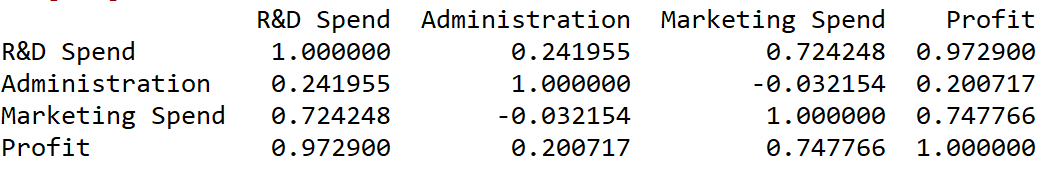 R&D Spend Administration Marketing Spend Profit
R&D Spend 1.000000 0.241955 0.724248 0.972900
Administration 0.241955 1.000000 -0.032154 0.200717
Marketing Spend 0.724248 -0.032154 1.000000 0.747766
Profit 0.972900 0.200717 0.747766 1.000000